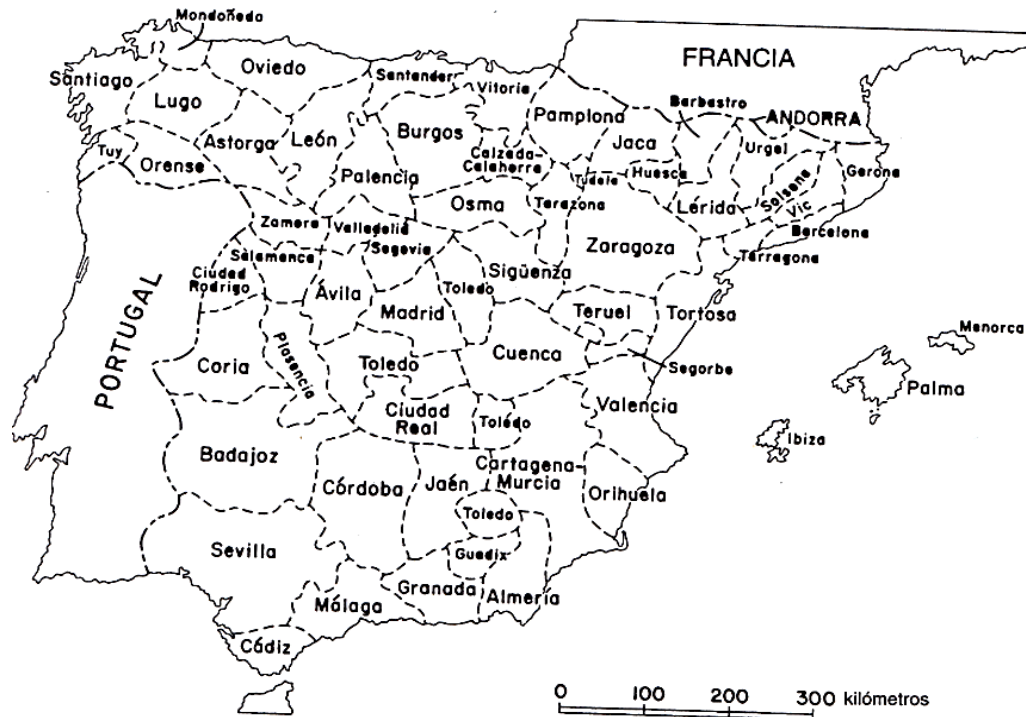 Mondoñedo
FRANCIA
Santiago
Oviedo
Santander
Vitoria
Lugo
Barbastro
ANDORRA
Pamplona
Burgos
León
Astorga
Jaca
Urgel
Tuy
Orense
Calzada-
Calahorra
Palencia
Huesca
Tudela
Gerona
Solsona
Osma
Tarazona
Lérida
Vic
Zamora
Valladolid
Barcelona
Segovia
Zaragoza
Tarragona
Salamanca
Sigüenza
Ciudad
Rodrigo
Ávila
Toledo
Madrid
Teruel
Tortosa
Menorca
PORTUGAL
Cuenca
Coria
Plasencia
Toledo
Segorbe
Palma
Ciudad
Real
Toledo
Valencia
Ibiza
Badajoz
Cartagena-
Murcia
Córdoba
Jaén
Orihuela
Toledo
Sevilla
Guadix
Granada
Almería
Málaga
Cádiz
0 100 200 300 kilómetros